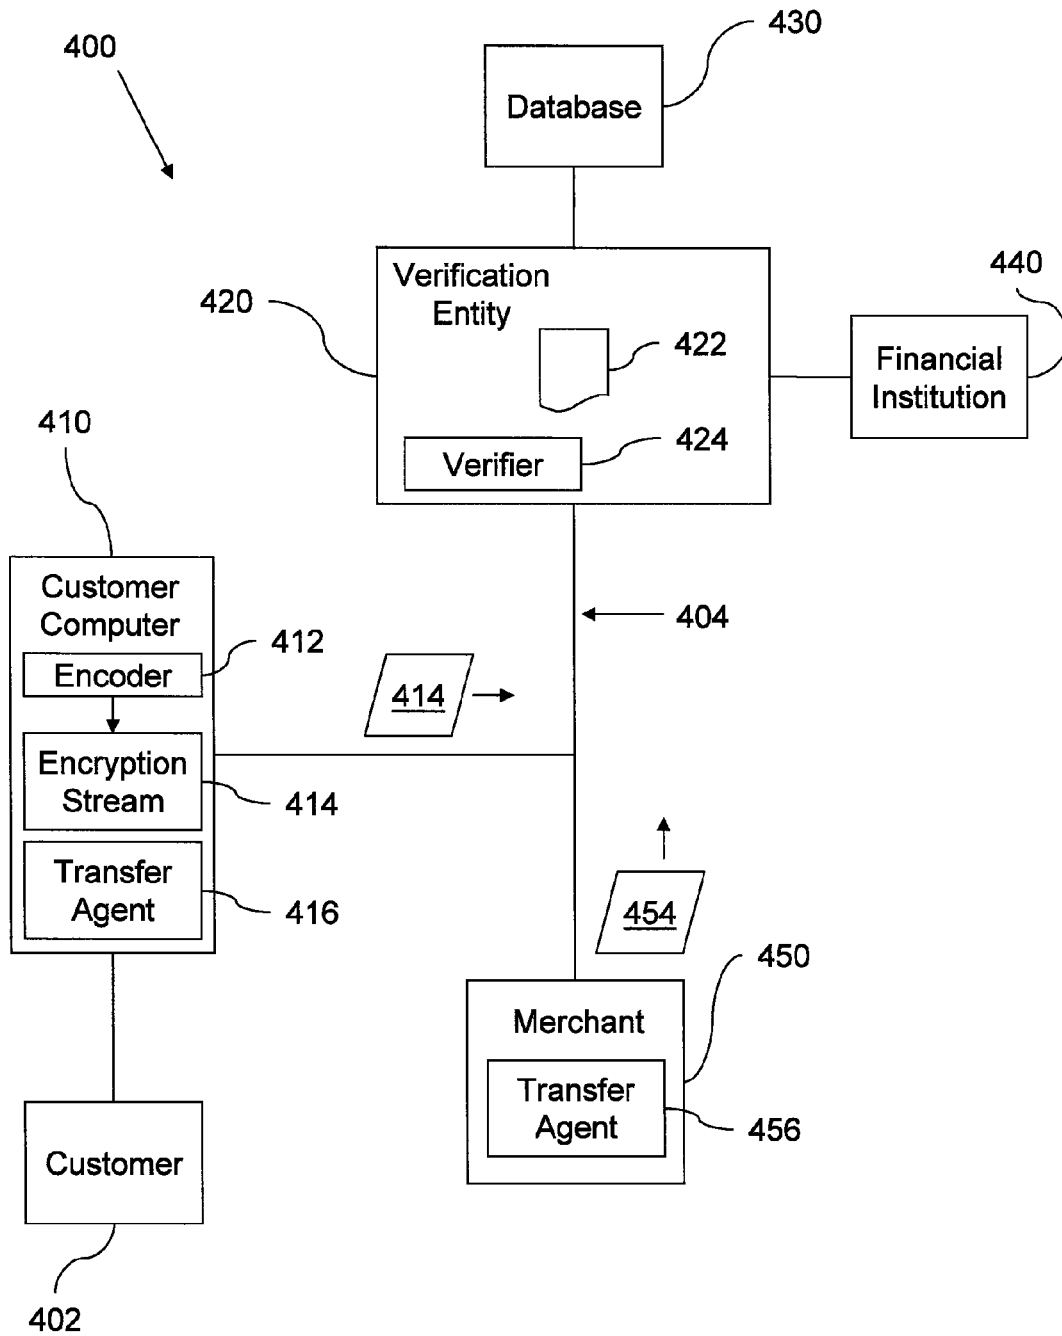 430
400
Database
Verification
Entity
440
420
422
Financial
Institution
410
424
Verifier
Customer
Computer
404
412
Encoder
414
Encryption
Stream
414
Transfer
Agent
416
454
450
Merchant
Transfer
Agent
456
Customer
402